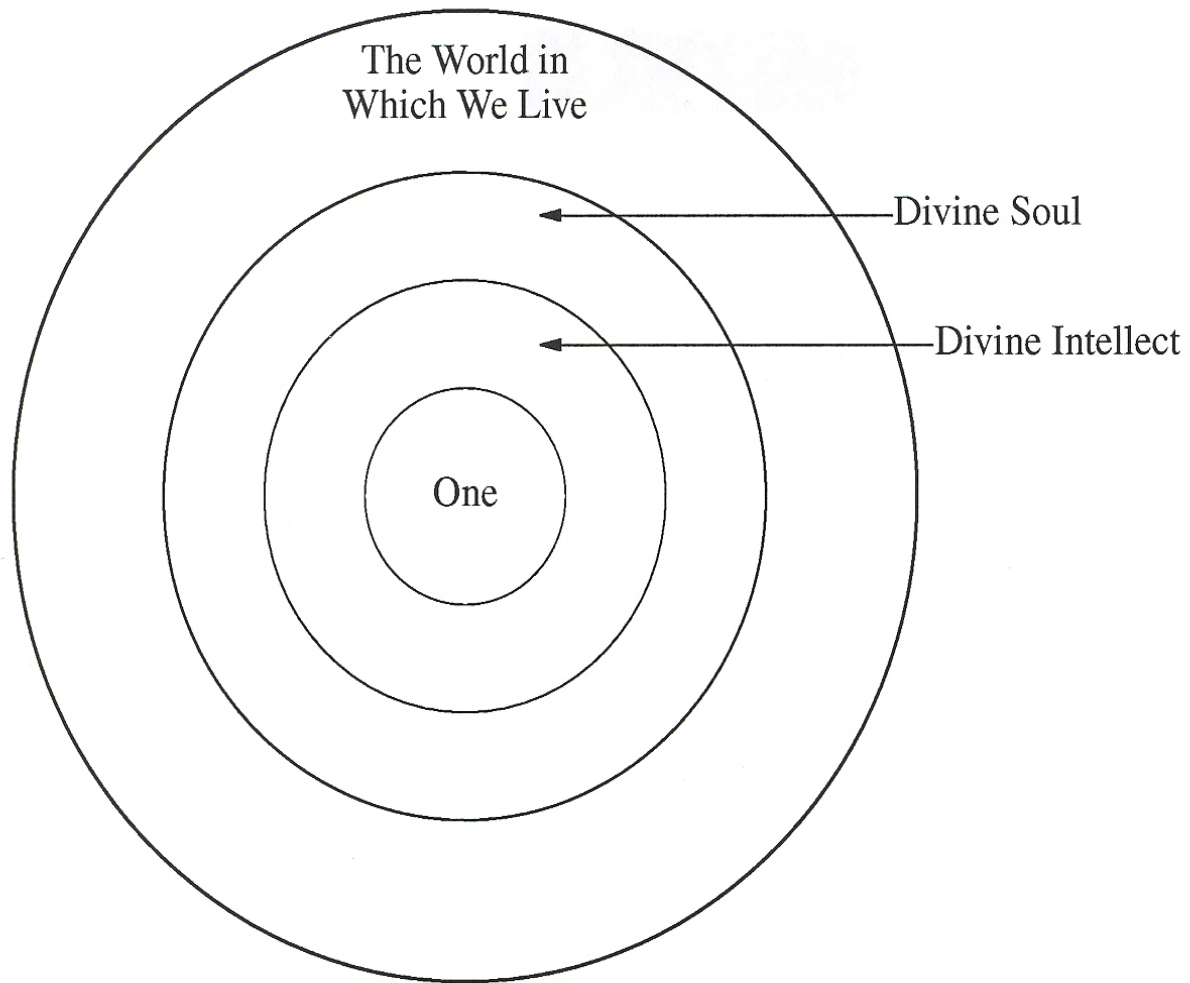 The World in
Which We Live
Divine Soul
Divine Intellect
One